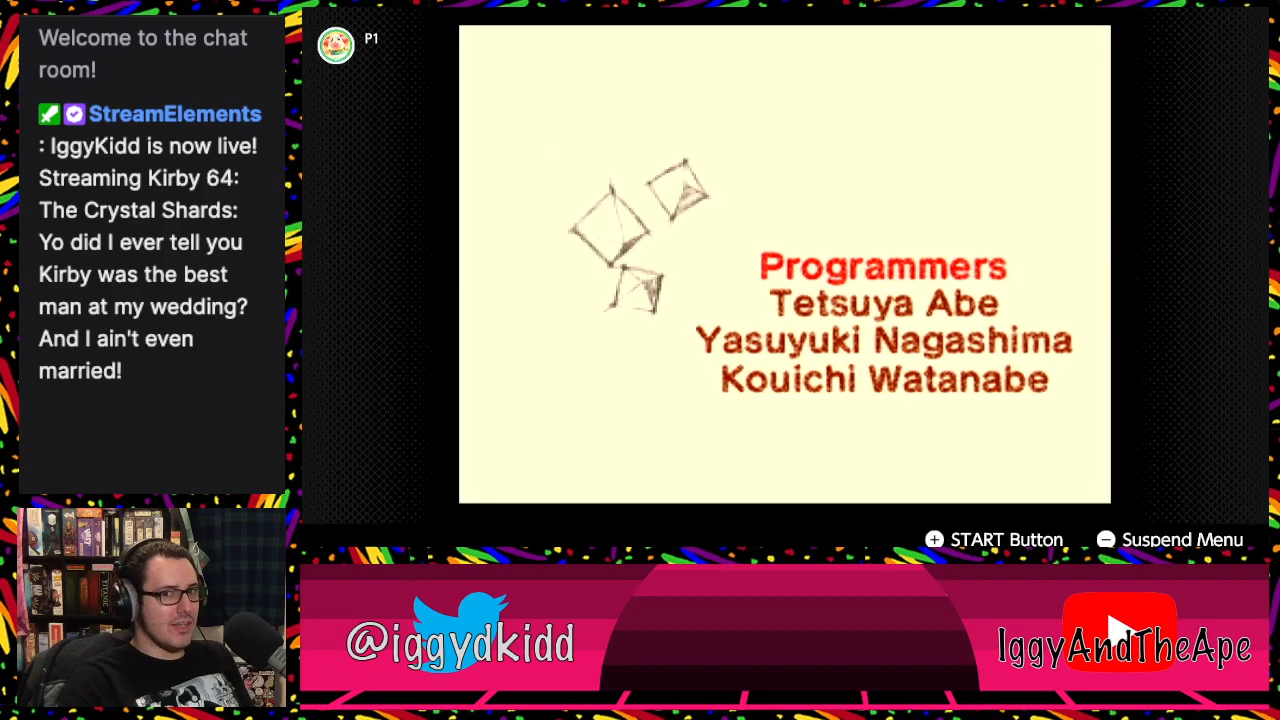 Welcome to the chat
room!
StreamElements
: IggyKidd is now live!
Streaming Kirby 64:
The Crystal Shards:
Yo did I ever tell you
Kirby was the best
man at my wedding?
And I ain't even
married!
P1
Programmers
Tetsuya Abe
Yasuyuki Nagashima
Kouichi Watanabe
START Button
Suspend Menu
@iggydkidd
IggyAndTheApe
TITANIC